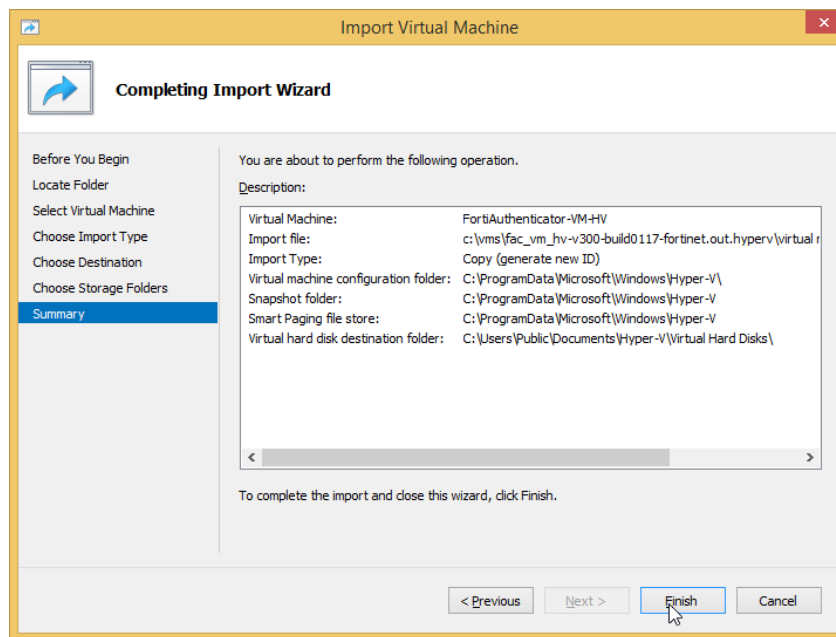 Import Virtual Machine
Completing Import Wizard
Before You Begin
Locate Folder
Select Virtual Machine
Choose Import Type
Choose Destination
Choose Storage Folders
Summary
You are about to perform the following operation.
Description:
Virtual Machine: FortiAuthenticator-VM-HV
Import file: c:\vms\fac_vm_hv-v300-build0117-fortinet.out.hyperv\virtual
Import Type: Copy (generate new ID)
Virtual machine configuration folder: C:\ProgramData\Microsoft\Windows\Hyper-V\
Snapshot folder: C:\ProgramData\Microsoft\Windows\Hyper-V
Smart Paging file store: C:\ProgramData\Microsoft\Windows\Hyper-V
Virtual hard disk destination folder: C:\Users\Public\Documents\Hyper-V\Virtual Hard Disks\
To complete the import and close this wizard, click Finish.
< Previous Next > Finish Cancel